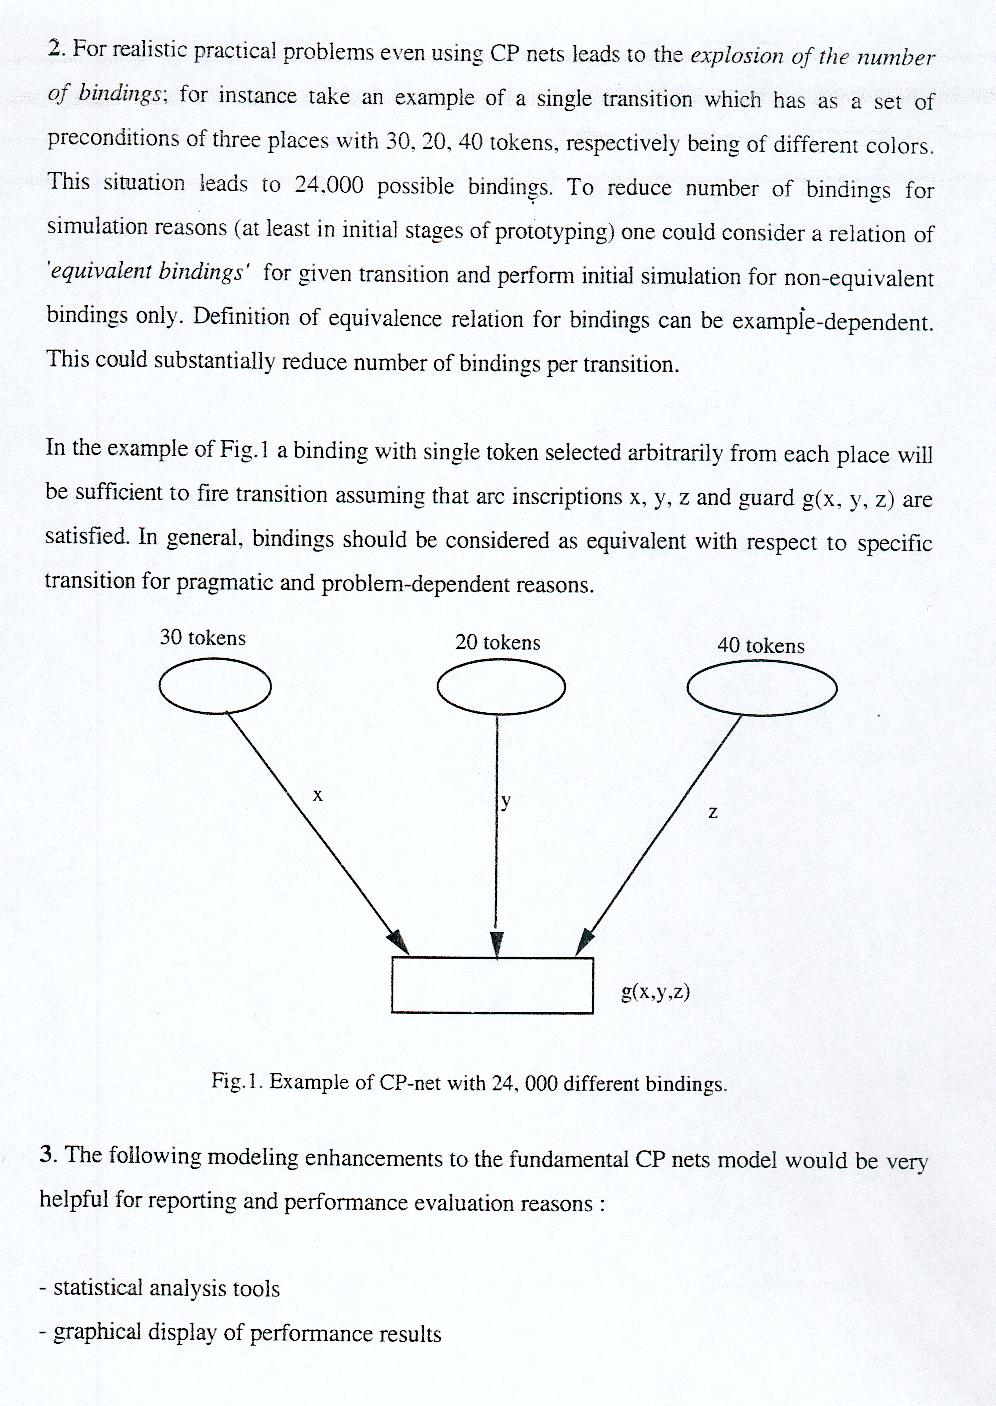 2. For realistic practical problems even using CP nets leads to the explosion of the number
of bindings; for instance take an example of a single transition which has as a set of
preconditions of three places with 30, 20, 40 tokens, respectively being of different colors.
This situation leads to 24,000 possible bindings. To reduce number of bindings for
simulation reasons (at least in initial stages of prototyping) one could consider a relation of
'equivalent bindings' for given transition and perform initial simulation for non-equivalent
bindings only. Definition of equivalence relation for bindings can be example-dependent.
This could substantially reduce number of bindings per transition.
In the example of Fig.1 a binding with single token selected arbitrarily from each place will
be sufficient to fire transition assuming that arc inscriptions x, y, z and guard g(x, y, z) are
satisfied. In general, bindings should be considered as equivalent with respect to specific
transition for pragmatic and problem-dependent reasons.
30 tokens
20 tokens
40 tokens
x
y
z
g(x,y,z)
Fig.1. Example of CP-net with 24, 000 different bindings.
3. The following modeling enhancements to the fundamental CP nets model would be very
helpful for reporting and performance evaluation reasons :
- statistical analysis tools
- graphical display of performance results